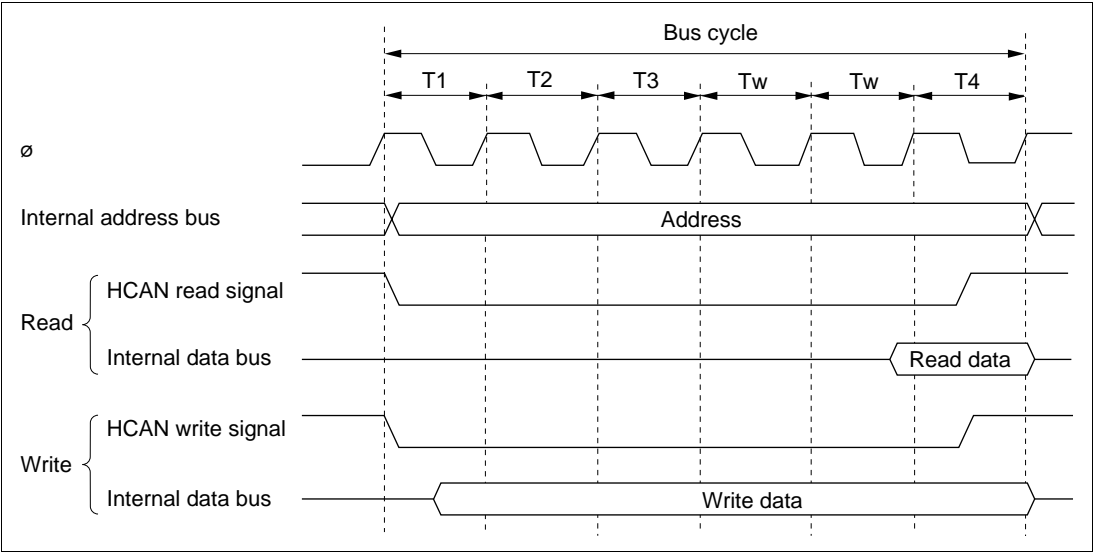 Bus cycle
T1 T2 T3 Tw Tw T4
ø
Internal address bus Address
Read HCAN read signal
Internal data bus Read data
Write HCAN write signal
Internal data bus Write data